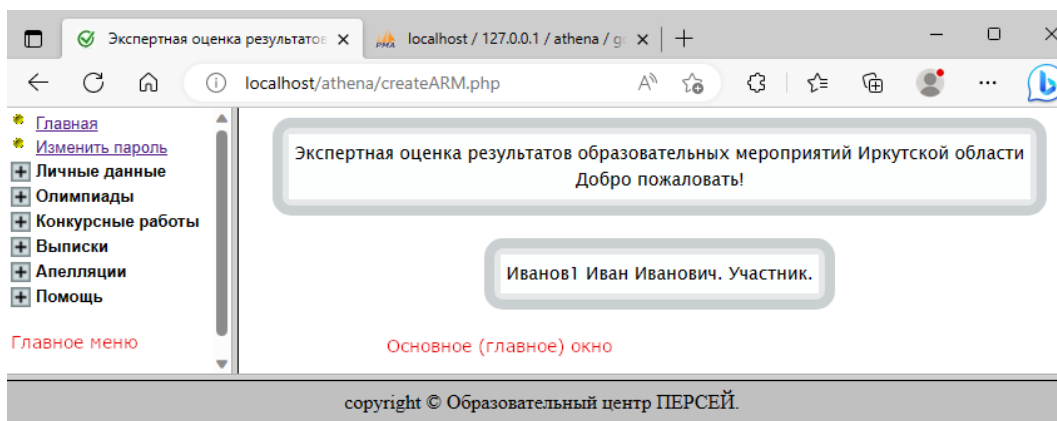 Экспертная оценка результатов
localhost / 127.0.0.1 / athena / g
localhost/athena/createARM.php
Главная
Изменить пароль
Личные данные
Олимпиады
Конкурсные работы
Выписки
Апелляции
Помощь
Главное меню
Экспертная оценка результатов образовательных мероприятий Иркутской области
Добро пожаловать!
Иванов1 Иван Иванович. Участник.
Основное (главное) окно
copyright © Образовательный центр ПЕРСЕЙ.